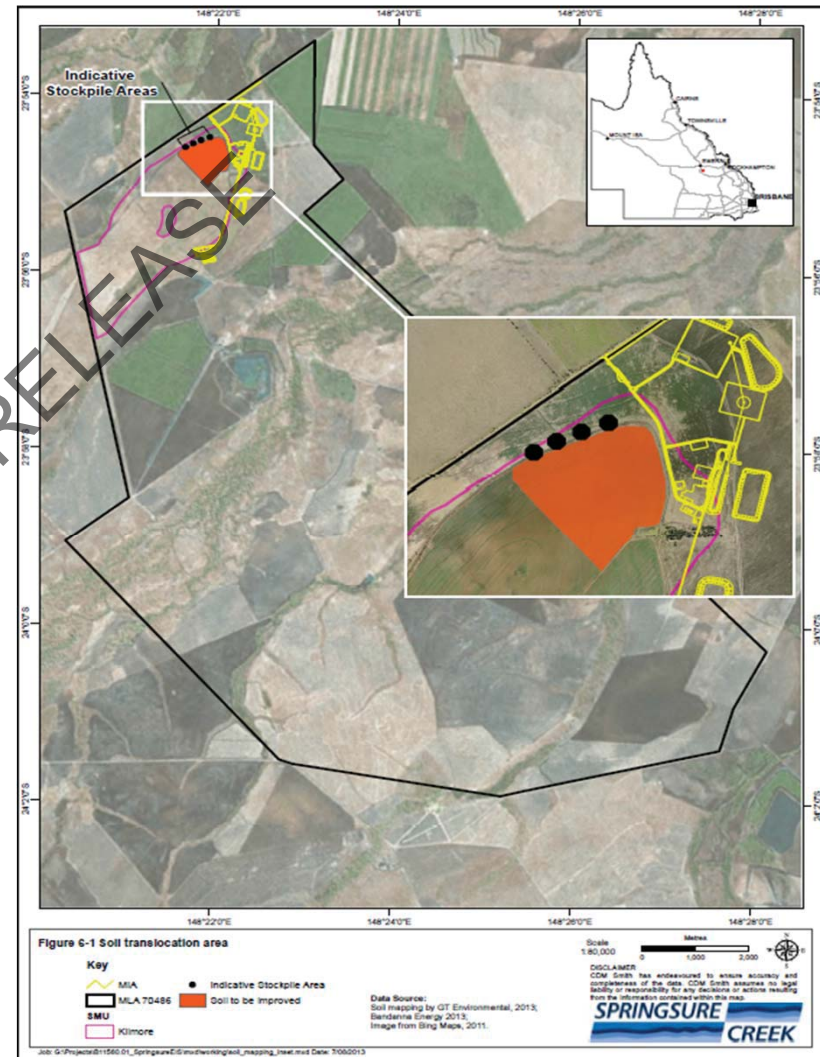 148°22'0"E 148°24'0"E 148°26'0"E 148°28'0"E
Indicative
Stockpile Areas
CAIRNS
TOWNSVILLE
MOUNT ISA
BRISBANE
RELEASE
148°22'0"E 148°24'0"E 148°26'0"E 148°28'0"E
Figure 6-1 Soil translocation area
Key
MIA
Indicative Stockpile Area
MLA 70486
Soil to be improved
SMU
Kilmore
Data Source:
Soil mapping by GT Environmental, 2013;
Bandanna Energy 2013;
Image from Bing Maps, 2011.
Scale
1:80,000
Metres
0 1,000 2,000
N
DISCLAIMER
CDM Smith has endeavoured to ensure accuracy and
completeness of the data. CDM Smith assumes no legal
liability or responsibility for any decisions or actions resulting
from the information contained within this map.
SPRINGSURE
CREEK